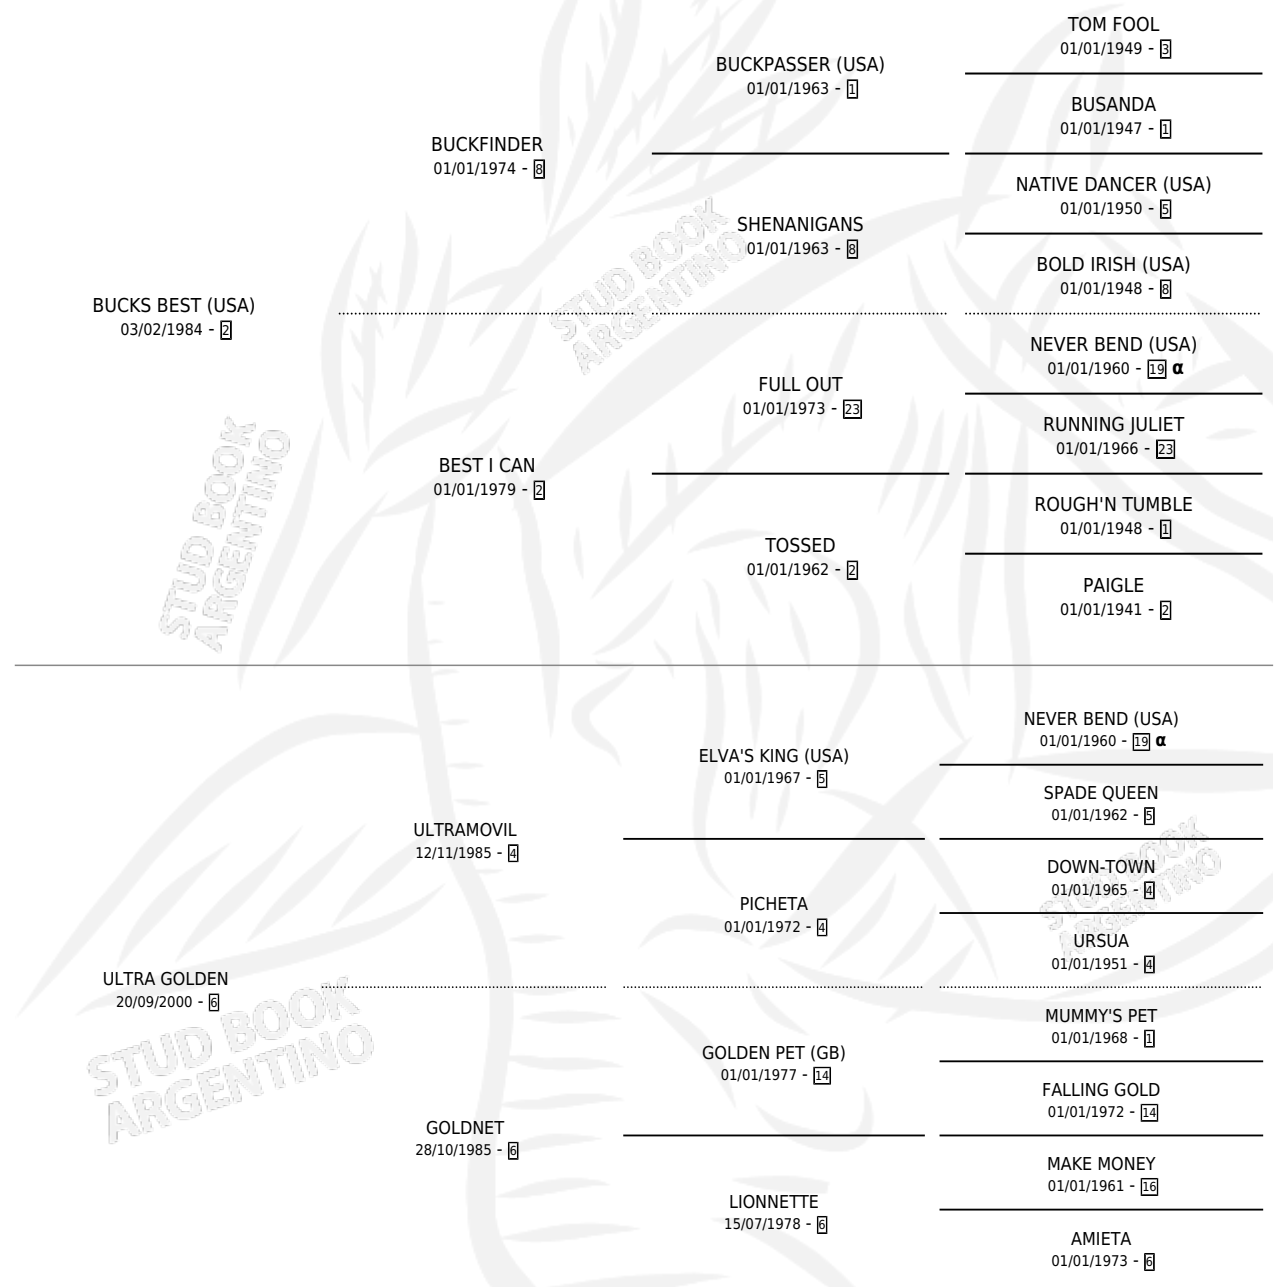 TOM FOOL
01/01/1949 - 3
BUCKPASSER (USA)
01/01/1963 - 1
BUSANDA
01/01/1947 - 1
BUCKFINDER
01/01/1974 - 8
NATIVE DANCER (USA)
01/01/1950 - 5
SHENANIGANS
01/01/1963 - 8
BOLD IRISH (USA)
01/01/1948 - 8
STUD BOOK
ARGENTINO
BUCKS BEST (USA)
03/02/1984 - 2
NEVER BEND (USA)
01/01/1960 - 19 α
FULL OUT
01/01/1973 - 23
RUNNING JULIET
01/01/1966 - 23
BEST I CAN
01/01/1979 - 2
STUD BOOK
ARGENTINO
ROUGH'N TUMBLE
01/01/1948 - 1
TOSSED
01/01/1962 - 2
PAIGLE
01/01/1941 - 2
NEVER BEND (USA)
01/01/1960 - 19 α
ELVA'S KING (USA)
01/01/1967 - 5
SPADE QUEEN
01/01/1962 - 5
ULTRAMOVIL
12/11/1985 - 4
STUD BOOK
ARGENTINO
DOWN-TOWN
01/01/1965 - 4
PICHETA
01/01/1972 - 4
URSUA
01/01/1951 - 4
ULTRA GOLDEN
20/09/2000 - 6
STUD BOOK
ARGENTINO
MUMMY'S PET
01/01/1968 - 1
GOLDEN PET (GB)
01/01/1977 - 14
FALLING GOLD
01/01/1972 - 14
GOLDNET
28/10/1985 - 6
MAKE MONEY
01/01/1961 - 16
LIONNETTE
15/07/1978 - 6
AMIETA
01/01/1973 - 6